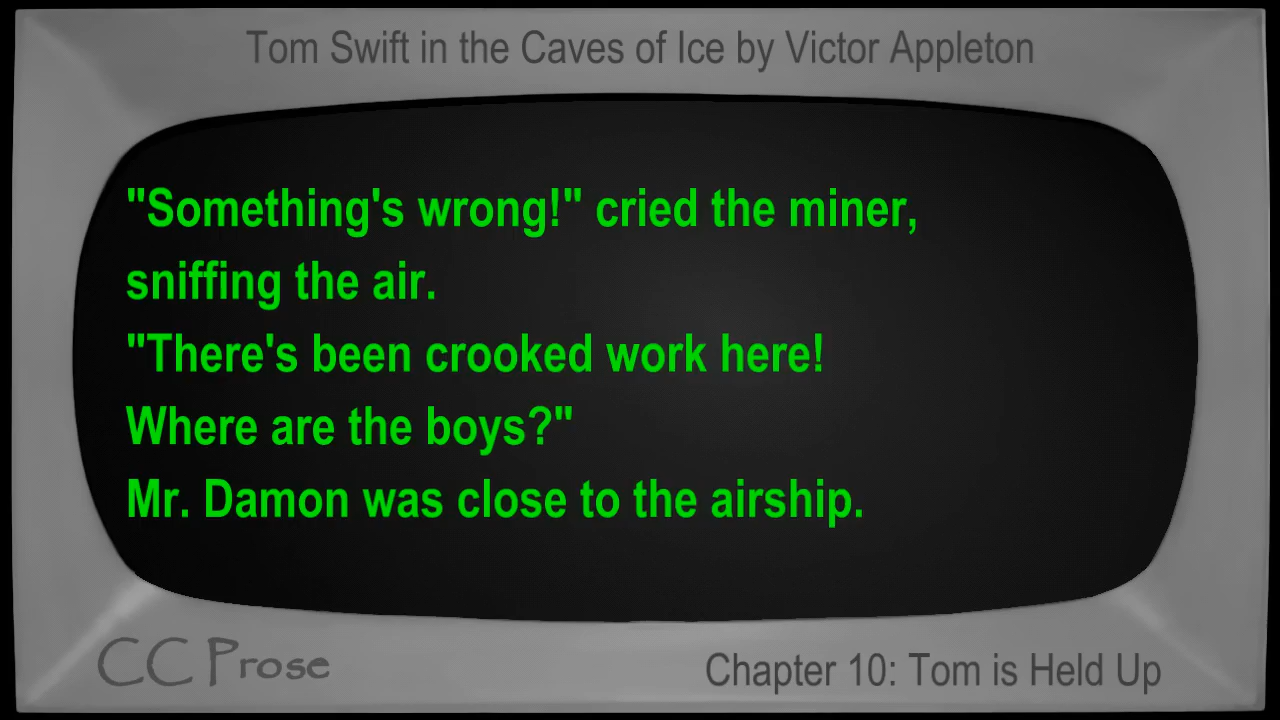 Tom Swift in the Caves of Ice by Victor Appleton
"Something's wrong!" cried the miner,
sniffing the air.
"There's been crooked work here!
Where are the boys?"
Mr. Damon was close to the airship.
CC Prose
Chapter 10: Tom is Held Up